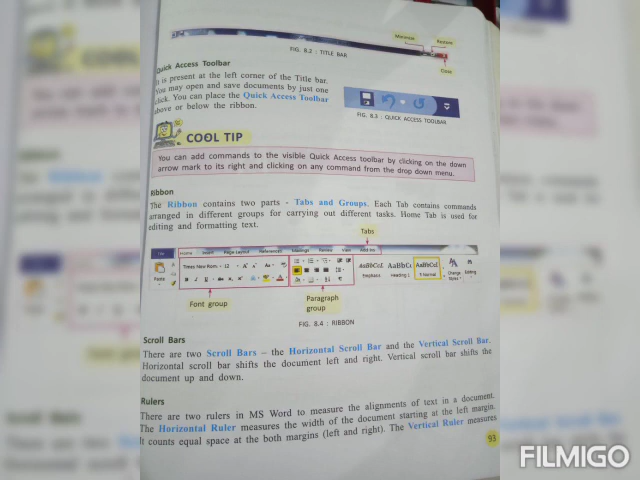 Minimize
Restore
Close
FIG. 8.2 : TITLE BAR
Quick Access Toolbar
It is present at the left corner of the Title bar.
You may open and save documents by just one
click. You can place the Quick Access Toolbar
above or below the ribbon.
FIG. 8.3 : QUICK ACCESS TOOLBAR
COOL TIP
You can add commands to the visible Quick Access toolbar by clicking on the down
arrow mark to its right and clicking on any command from the drop down menu.
Ribbon
The Ribbon contains two parts - Tabs and Groups. Each Tab contains commands
arranged in different groups for carrying out different tasks. Home Tab is used for
editing and formatting text.
Tabs
Home Insert Page Layout References Mailings Review View Add-Ins
Paste
Times New Rom 12
AaBbCcL AaBbCc AaBbCcL
Emphasis Heading 1 ¶ Normal
Change Styles
Editing
Font group
Paragraph
group
FIG. 8.4 : RIBBON
Scroll Bars
There are two Scroll Bars – the Horizontal Scroll Bar and the Vertical Scroll Bar.
Horizontal scroll bar shifts the document left and right. Vertical scroll bar shifts the
document up and down.
Rulers
There are two rulers in MS Word to measure the alignments of text in a document.
The Horizontal Ruler measures the width of the document starting at the left margin.
It counts equal space at the both margins (left and right). The Vertical Ruler measures
93
FILMIGO